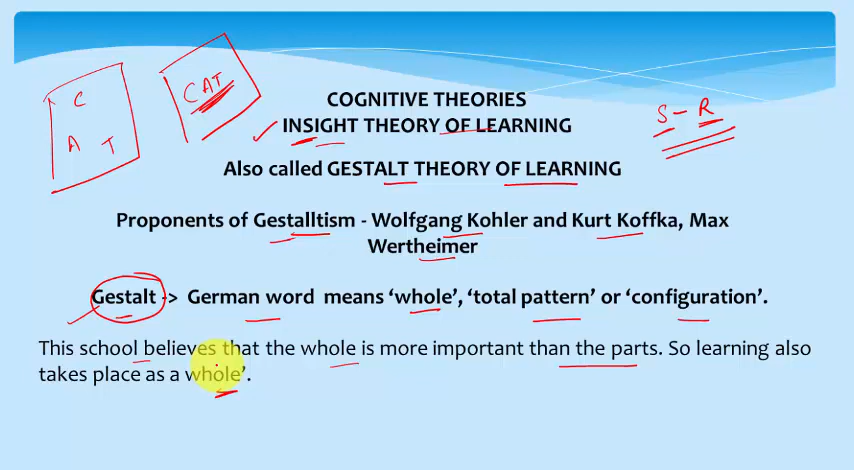 C
A T
CAT
S - R
COGNITIVE THEORIES
INSIGHT THEORY OF LEARNING
Also called GESTALT THEORY OF LEARNING
Proponents of Gestalltism - Wolfgang Kohler and Kurt Koffka, Max
Wertheimer
Gestalt -> German word means ‘whole’, ‘total pattern’ or ‘configuration’.
This school believes that the whole is more important than the parts. So learning also
takes place as a whole’.